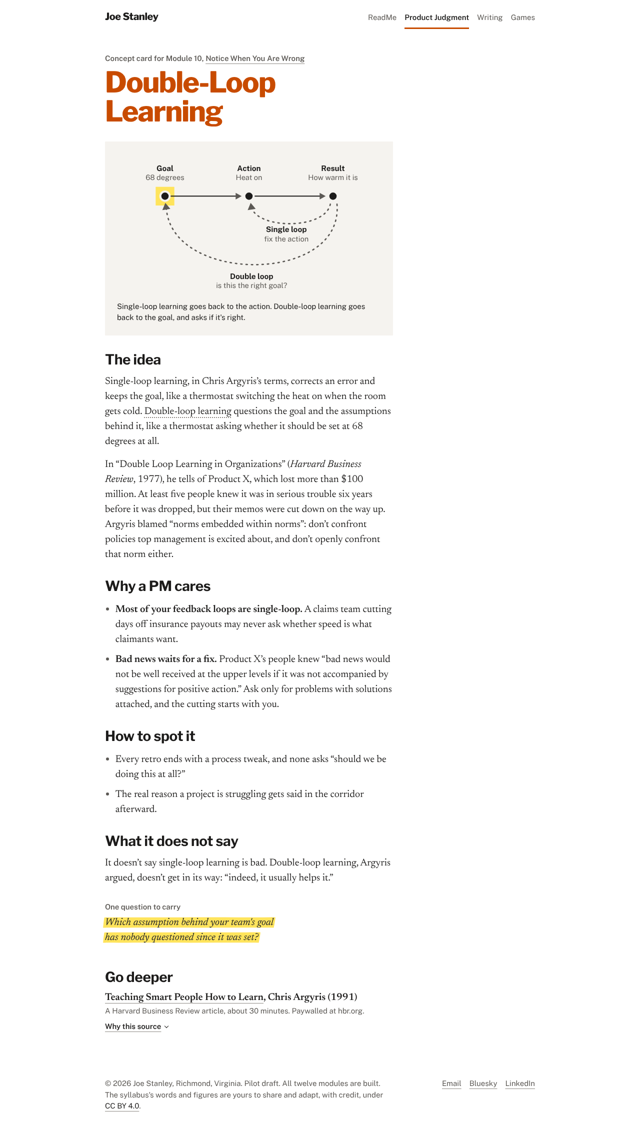 Joe Stanley
ReadMe Product Judgment Writing Games
Concept card for Module 10, Notice When You Are Wrong
Double-Loop
Learning
Goal
68 degrees
Action
Heat on
Result
How warm it is
Single loop
fix the action
Double loop
is this the right goal?
Single-loop learning goes back to the action. Double-loop learning goes
back to the goal, and asks if it's right.
The idea
Single-loop learning, in Chris Argyris's terms, corrects an error and
keeps the goal, like a thermostat switching the heat on when the room
gets cold. Double-loop learning questions the goal and the assumptions
behind it, like a thermostat asking whether it should be set at 68
degrees at all.
In “Double Loop Learning in Organizations” (Harvard Business
Review, 1977), he tells of Product X, which lost more than $100
million. At least five people knew it was in serious trouble six years
before it was dropped, but their memos were cut down on the way up.
Argyris blamed “norms embedded within norms”: don't confront
policies top management is excited about, and don't openly confront
that norm either.
Why a PM cares
• Most of your feedback loops are single-loop. A claims team cutting
days off insurance payouts may never ask whether speed is what
claimants want.
• Bad news waits for a fix. Product X's people knew “bad news would
not be well received at the upper levels if it was not accompanied by
suggestions for positive action.” Ask only for problems with solutions
attached, and the cutting starts with you.
How to spot it
• Every retro ends with a process tweak, and none asks “should we be
doing this at all?”
• The real reason a project is struggling gets said in the corridor
afterward.
What it does not say
It doesn't say single-loop learning is bad. Double-loop learning, Argyris
argued, doesn't get in its way: “indeed, it usually helps it.”
One question to carry
Which assumption behind your team's goal
has nobody questioned since it was set?
Go deeper
Teaching Smart People How to Learn, Chris Argyris (1991)
A Harvard Business Review article, about 30 minutes. Paywalled at hbr.org.
Why this source
© 2026 Joe Stanley, Richmond, Virginia. Pilot draft. All twelve modules are built.
The syllabus's words and figures are yours to share and adapt, with credit, under
CC BY 4.0.
Email Bluesky LinkedIn